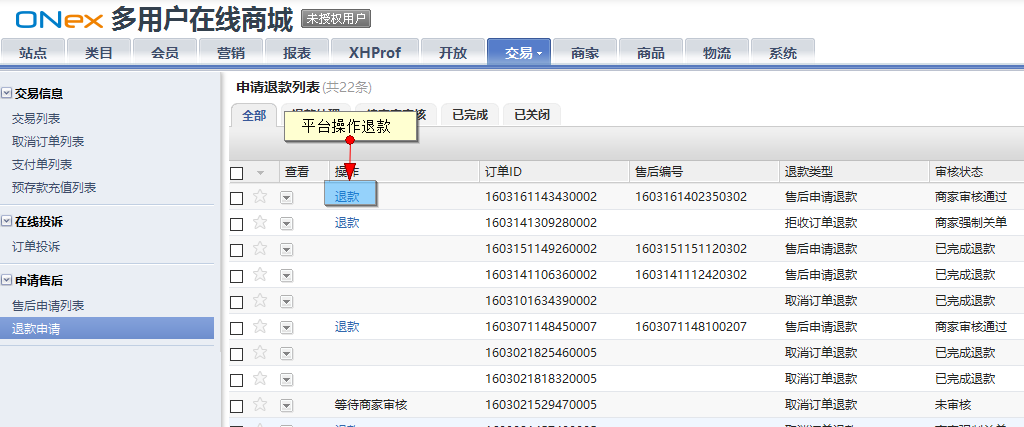 ONex 多用户在线商城 未授权用户
站点 类目 会员 营销 报表 XHProf 开放 交易 商家 商品 物流 系统
交易信息
交易列表
取消订单列表
支付单列表
预存款充值列表
在线投诉
订单投诉
申请售后
售后申请列表
退款申请
申请退款列表(共22条)
全部 已完成 已关闭
平台操作退款
查看 操作 订单ID 售后编号 退款类型 审核状态
退款 1603161143430002 1603161402350302 售后申请退款 商家审核通过
退款 1603141309280002 拒收订单退款 商家强制关单
1603151149260002 1603151151120302 售后申请退款 已完成退款
1603141106360002 1603141112420302 售后申请退款 已完成退款
1603101634390002 取消订单退款 已完成退款
退款 1603071148450007 1603071148100207 售后申请退款 商家审核通过
1603021825460005 取消订单退款 已完成退款
1603021818320005 取消订单退款 已完成退款
等待商家审核 1603021529470005 取消订单退款 未审核